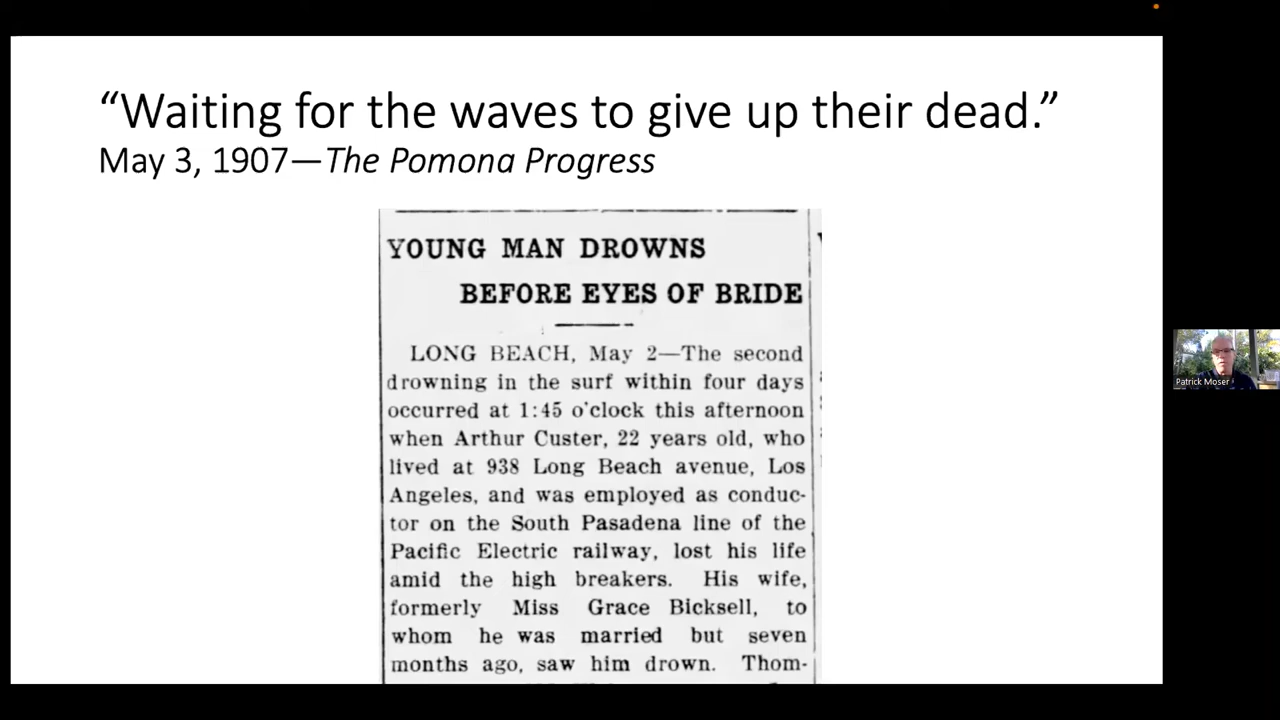 “Waiting for the waves to give up their dead.”
May 3, 1907—The Pomona Progress
YOUNG MAN DROWNS
BEFORE EYES OF BRIDE
LONG BEACH, May 2—The second
drowning in the surf within four days
occurred at 1:45 o'clock this afternoon
when Arthur Custer, 22 years old, who
lived at 938 Long Beach avenue, Los
Angeles, and was employed as conduc-
tor on the South Pasadena line of the
Pacific Electric railway, lost his life
amid the high breakers. His wife,
formerly Miss Grace Bicksell, to
whom he was married but seven
months ago, saw him drown. Thom-
Patrick Moser